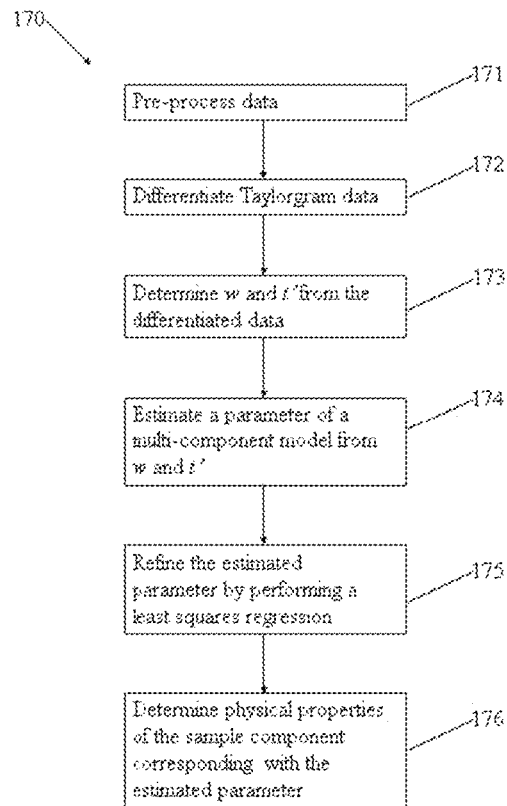 170
171
Pre-process data
172
Differentiate Taylorgram data
173
Determine w and t' from the
differentiated data
174
Estimate a parameter of a
multi-component model from
w and t'
175
Refine the estimated
parameter by performing a
least squares regression
176
Determine physical properties
of the sample component
corresponding with the
estimated parameter